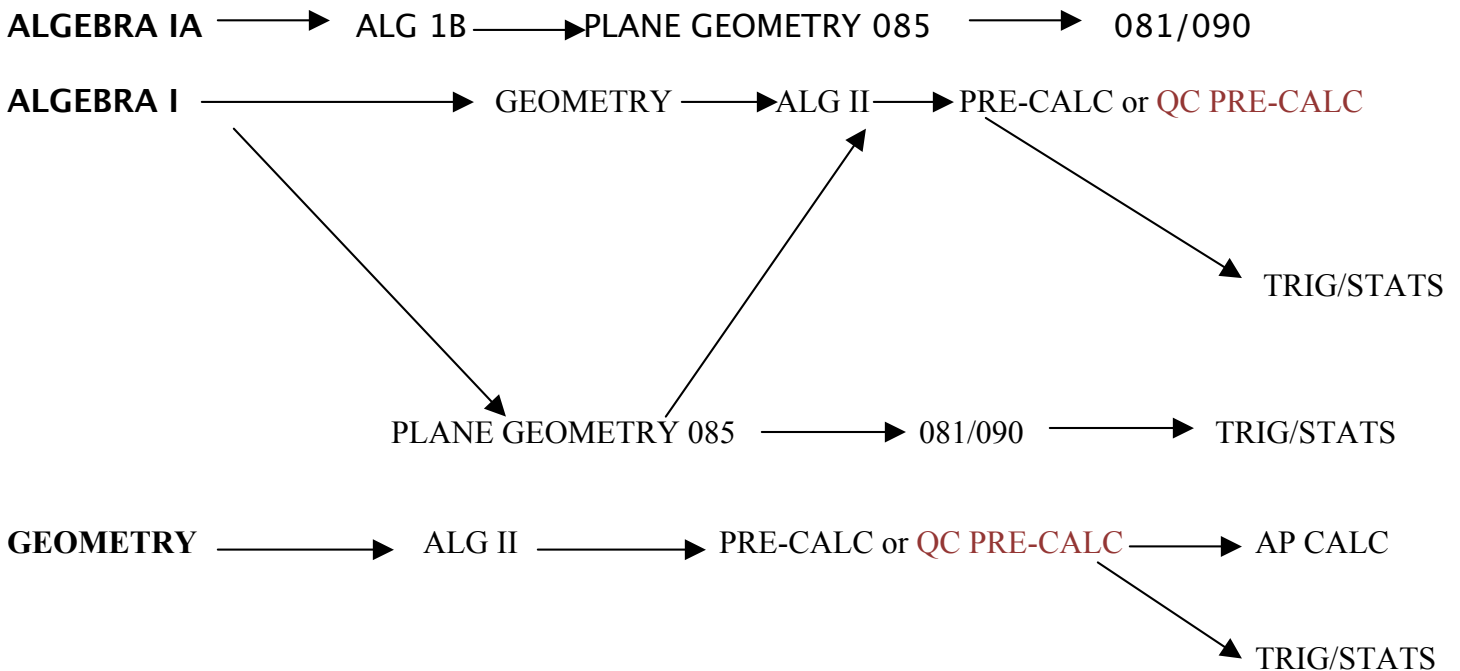 ALGEBRA IA ALG 1B PLANE GEOMETRY 085 081/090
ALGEBRA I GEOMETRY ALG II PRE-CALC or QC PRE-CALC
TRIG/STATS
PLANE GEOMETRY 085 081/090 TRIG/STATS
GEOMETRY ALG II PRE-CALC or QC PRE-CALC AP CALC
TRIG/STATS